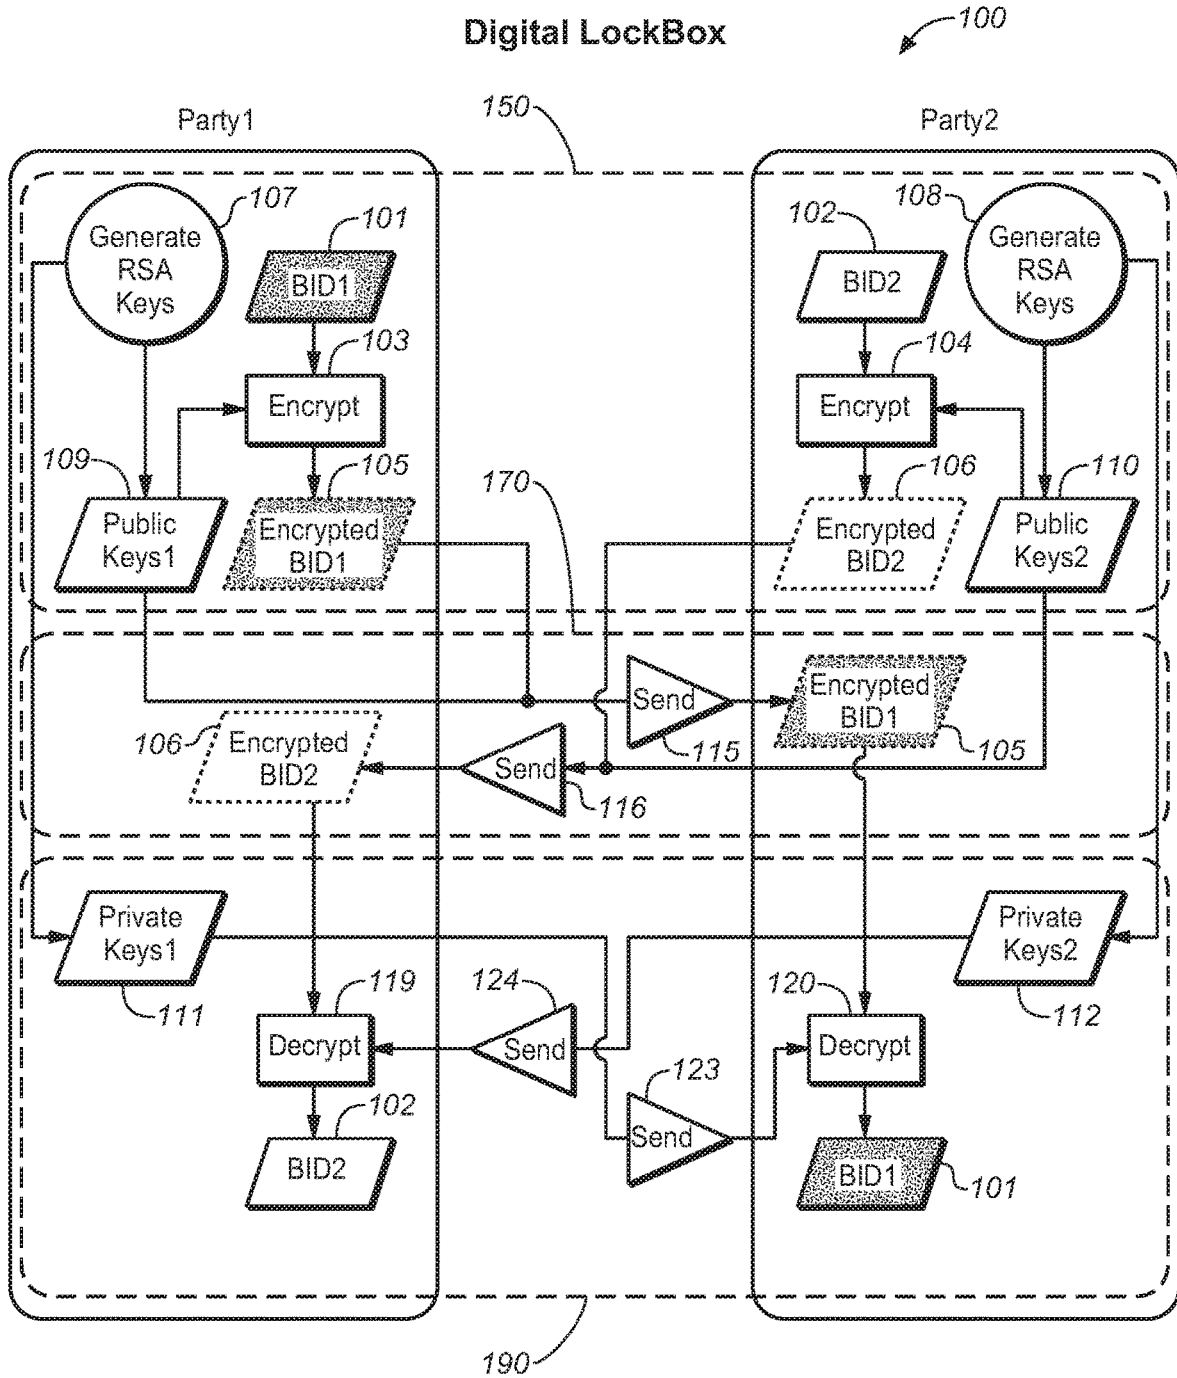 Digital LockBox
100
150
Party1
Party2
107
101
102
108
Generate
RSA
Keys
BID1
BID2
Generate
RSA
Keys
103
104
Encrypt
Encrypt
109
105
170
106
110
Public
Keys1
Encrypted
BID1
Encrypted
BID2
Public
Keys2
Send
Encrypted
BID1
106
Encrypted
BID2
115
105
Send
116
Private
Keys1
Private
Keys2
111
119
124
120
112
Decrypt
Send
Decrypt
123
102
Send
BID2
BID1
101
190